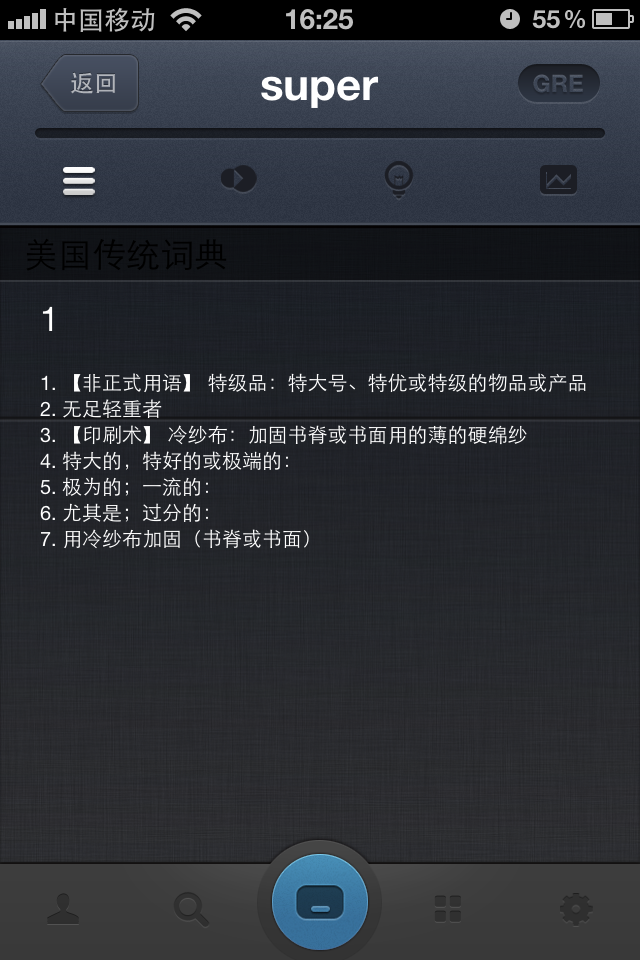 中国移动 16:25 55%
返回 super GRE
美国传统词典
1
1. 【非正式用语】 特级品：特大号、特优或特级的物品或产品
2. 无足轻重者
3. 【印刷术】 冷纱布：加固书脊或书面用的薄的硬绵纱
4. 特大的，特好的或极端的：
5. 极为的；一流的：
6. 尤其是；过分的：
7. 用冷纱布加固（书脊或书面）